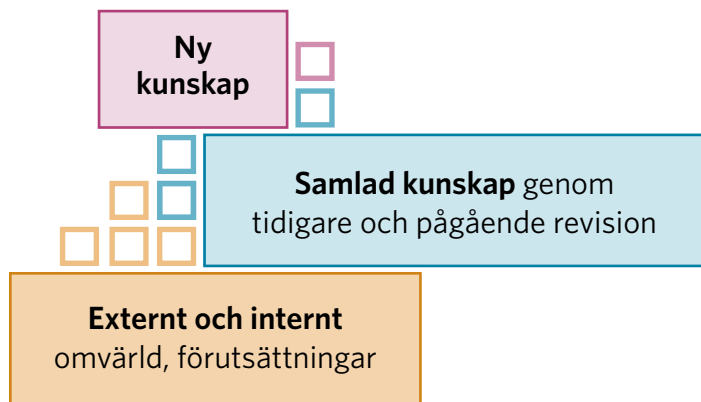 Ny
kunskap
Samlad kunskap genom
tidigare och pågående revision
Externt och internt
omvärld, förutsättningar